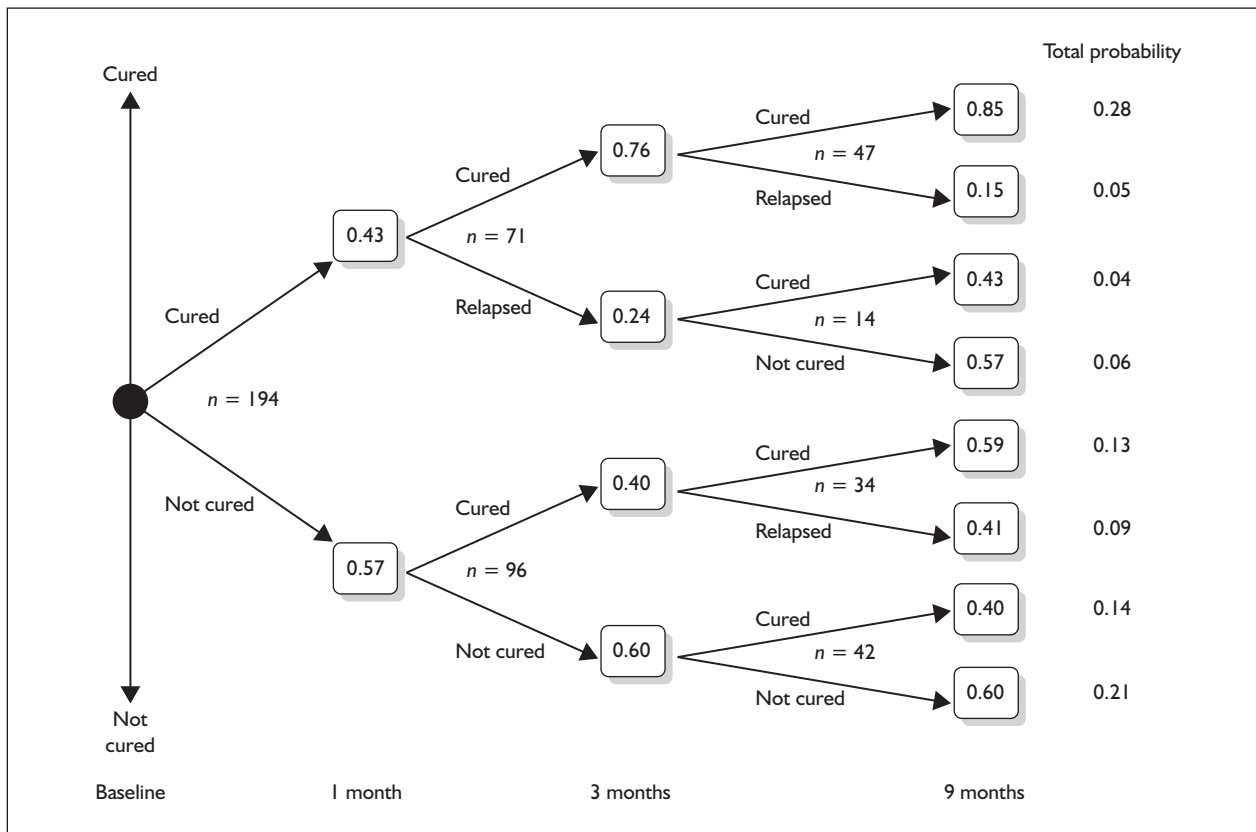 Total probability
Cured
Cured
0.85
0.28
0.76
n = 47
Cured
Relapsed
0.15
0.05
0.43
n = 71
Cured
0.43
0.04
Cured
Relapsed
0.24
n = 14
Not cured
0.57
0.06
n = 194
Cured
0.59
0.13
Not cured
Cured
0.40
n = 34
Relapsed
0.41
0.09
0.57
n = 96
Cured
0.40
0.14
Not cured
0.60
n = 42
Not cured
0.60
0.21
Not
cured
Baseline
1 month
3 months
9 months